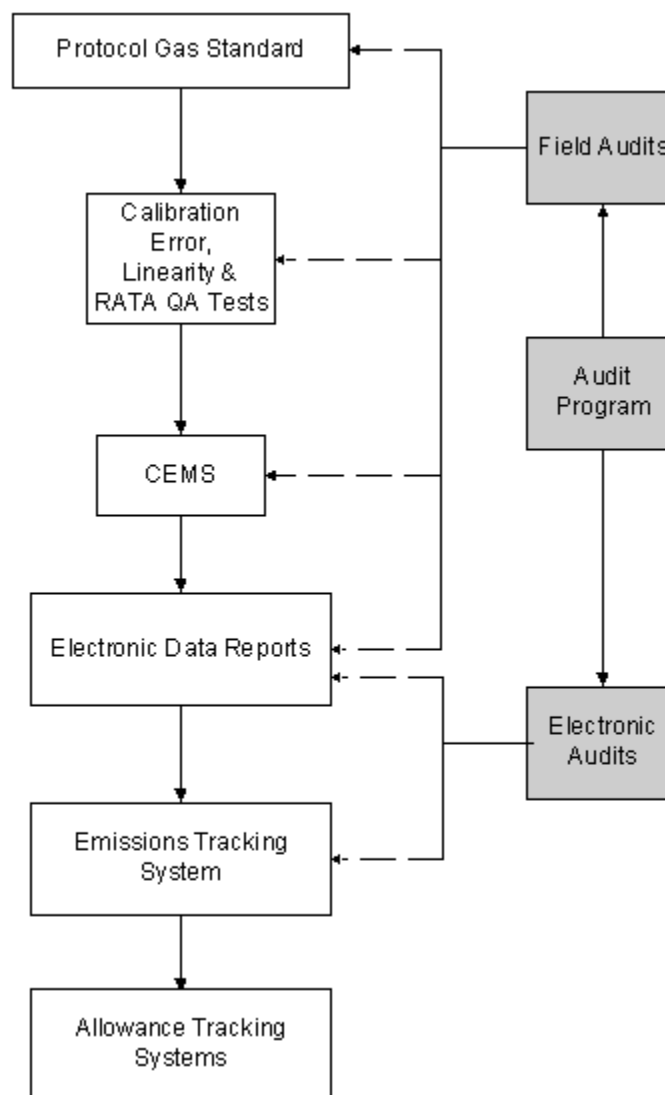 Protocol Gas Standard
Field Audits
Calibration
Error,
Linearity &
RATA QA Tests
Audit
Program
CEMS
Electronic Data Reports
Electronic
Audits
Emissions Tracking
System
Allowance Tracking
Systems